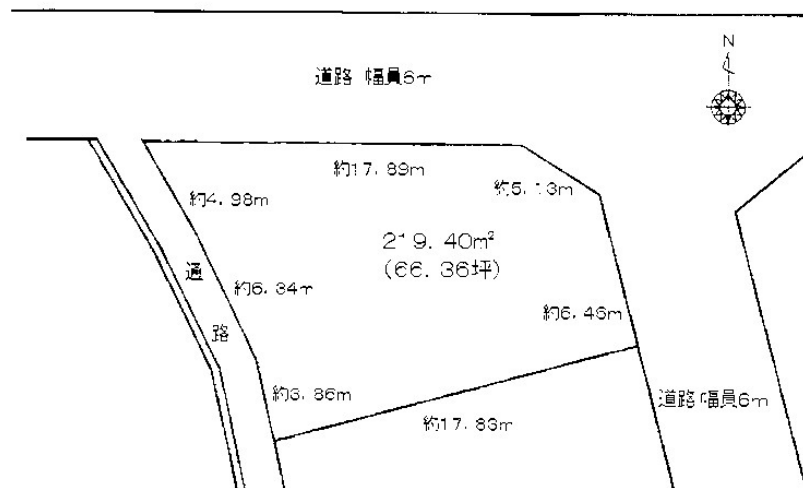 N
道路 幅員6m
約17.89m
約5.13m
約4.98m
219.40m²
(66.36坪)
通路
約6.34m
約6.46m
約3.86m
約17.83m
道路 幅員6m